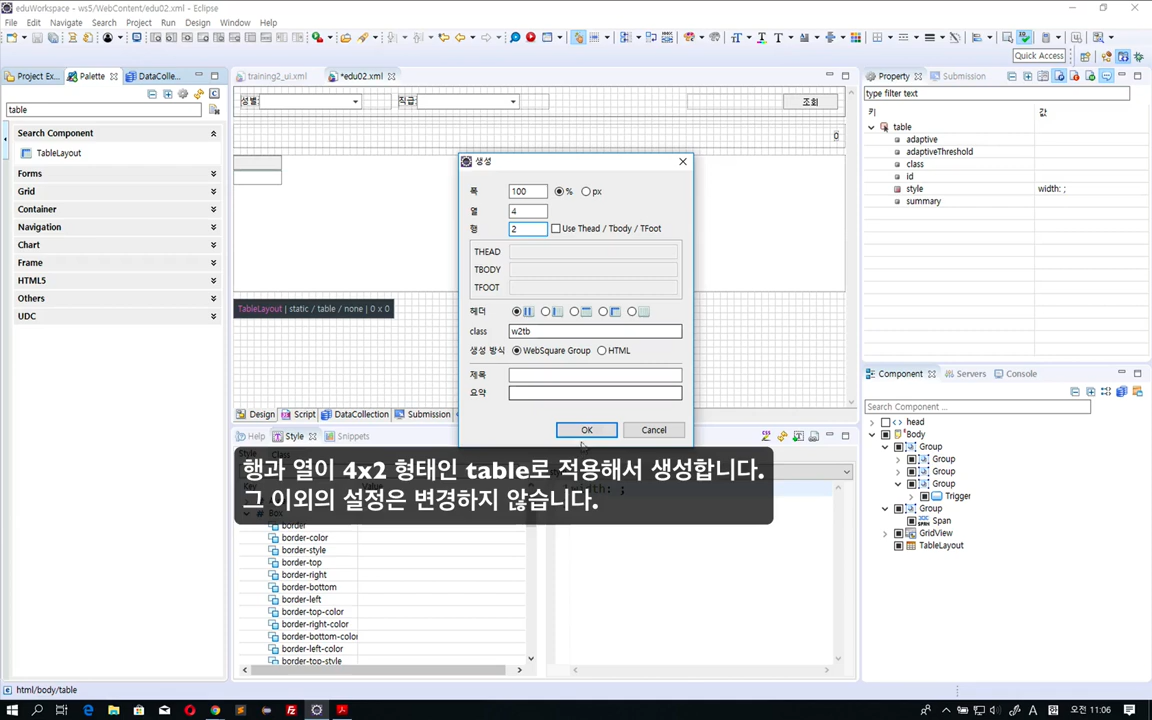 eduWorkspace - ws5/WebContent/edu02.xml - Eclipse
File Edit Navigate Search Project Run Design Window Help
Quick Access
Project Ex... Palette DataColle...
training2_ui.xml *edu02.xml
Property Submission
table
type filter text
성별 직급 조회
키 값
Search Component
table
TableLayout
0
adaptive
adaptiveThreshold
class
id
style width: ;
summary
Forms
Grid
Container
Navigation
Chart
Frame
HTML5
Others
UDC
생성
폭 100 % px
열 4
행 2 Use Thead / Tbody / TFoot
THEAD
TBODY
TFOOT
헤더
class w2tb
생성 방식 WebSquare Group HTML
제목
요약
OK Cancel
TableLayout | static / table / none | 0 x 0
Design Script DataCollection Submission
Help Style Snippets
Style Class
Key Value
width: ;
행과 열이 4x2 형태인 table로 적용해서 생성합니다.
그 이외의 설정은 변경하지 않습니다.
Box
border
border-color
border-style
border-top
border-right
border-bottom
border-left
border-top-color
border-bottom-color
border-left-color
border-top-style
Component Servers Console
Search Component
head
Body
Group
Group
Group
Group
Trigger
Group
Span
GridView
TableLayout
html/body/table
A 한 오전 11:06